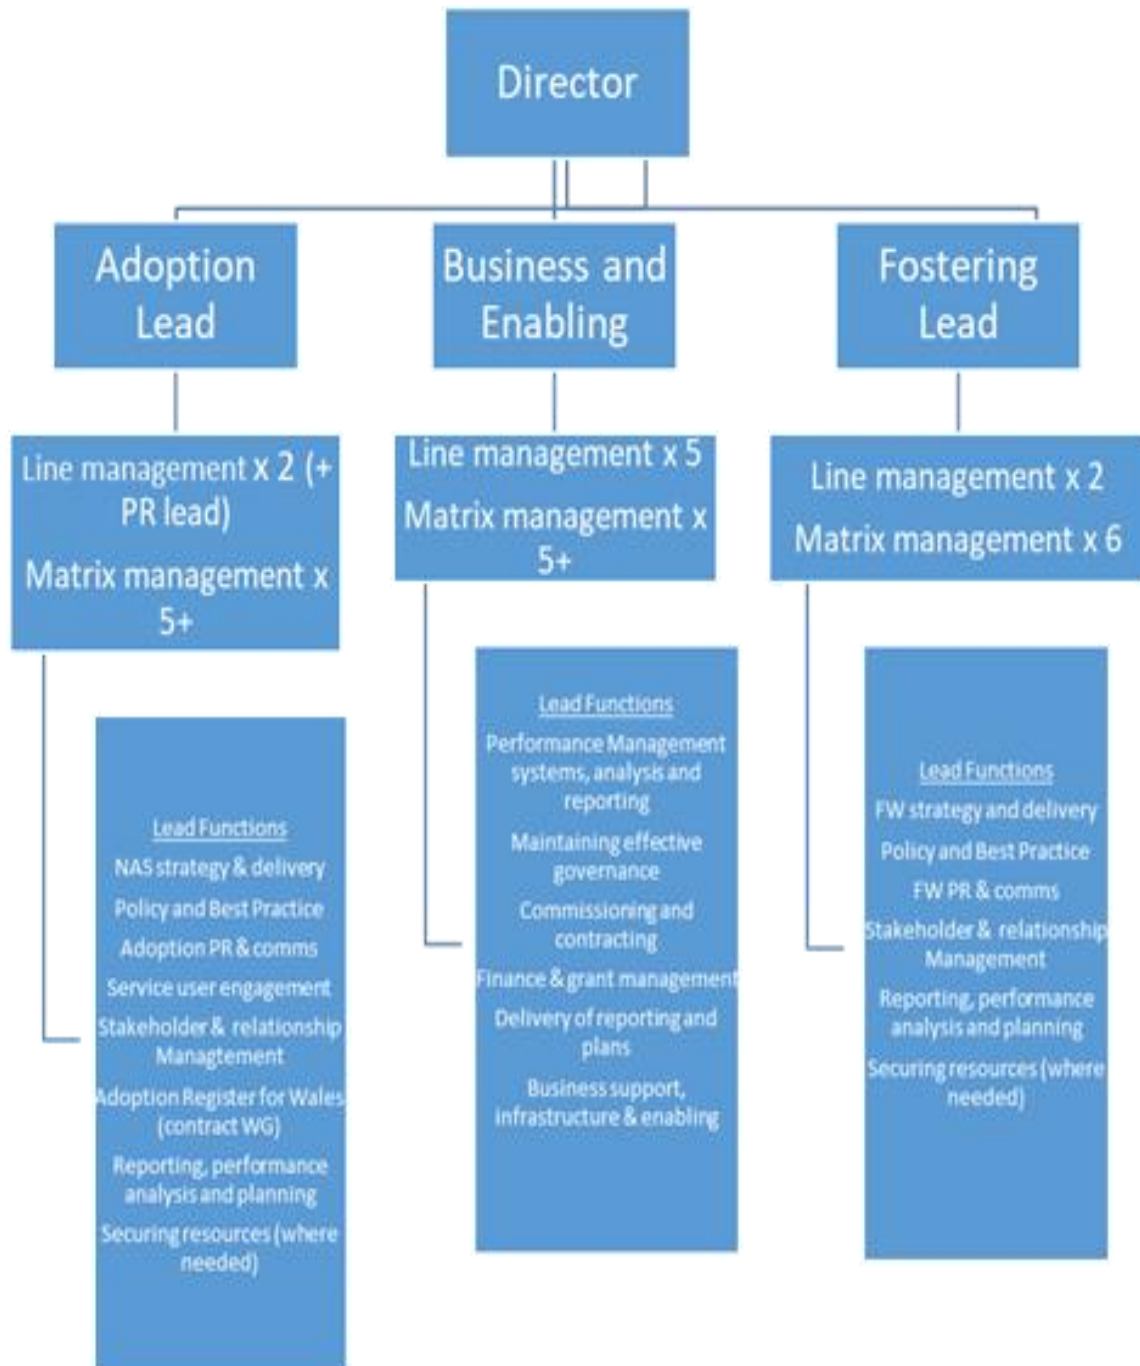 Director
Adoption
Lead
Business and
Enabling
Fostering
Lead
Line management x 2 (+
PR lead)
Matrix management x
5+
Line management x 5
Matrix management x
5+
Line management x 2
Matrix management x 6
Lead Functions
NAS strategy & delivery
Policy and Best Practice
Adoption PR & comms
Service user engagement
Stakeholder & relationship
Managtement
Adoption Register for Wales
(contract WG)
Reporting, performance
analysis and planning
Securing resources (where
needed)
Lead Functions
Performance Management
systems, analysis and
reporting
Maintaining effective
governance
Commissioning and
contracting
Finance & grant management
Delivery of reporting and
plans
Business support,
infrastructure & enabling
Lead Functions
FW strategy and delivery
Policy and Best Practice
FW PR & comms
Stakeholder & relationship
Management
Reporting, performance
analysis and planning
Securing resources (where
needed)